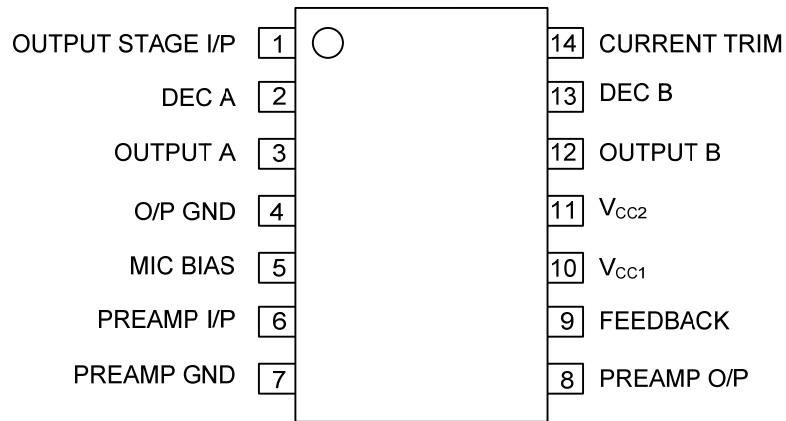 OUTPUT STAGE I/P 1 14 CURRENT TRIM
DEC A 2 13 DEC B
OUTPUT A 3 12 OUTPUT B
O/P GND 4 11 VCC2
MIC BIAS 5 10 VCC1
PREAMP I/P 6 9 FEEDBACK
PREAMP GND 7 8 PREAMP O/P